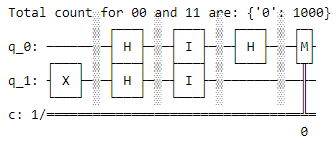 Total count for 00 and 11 are: {'0': 1000}
q_0: H I H M
q_1: X H I
c: 1/
0